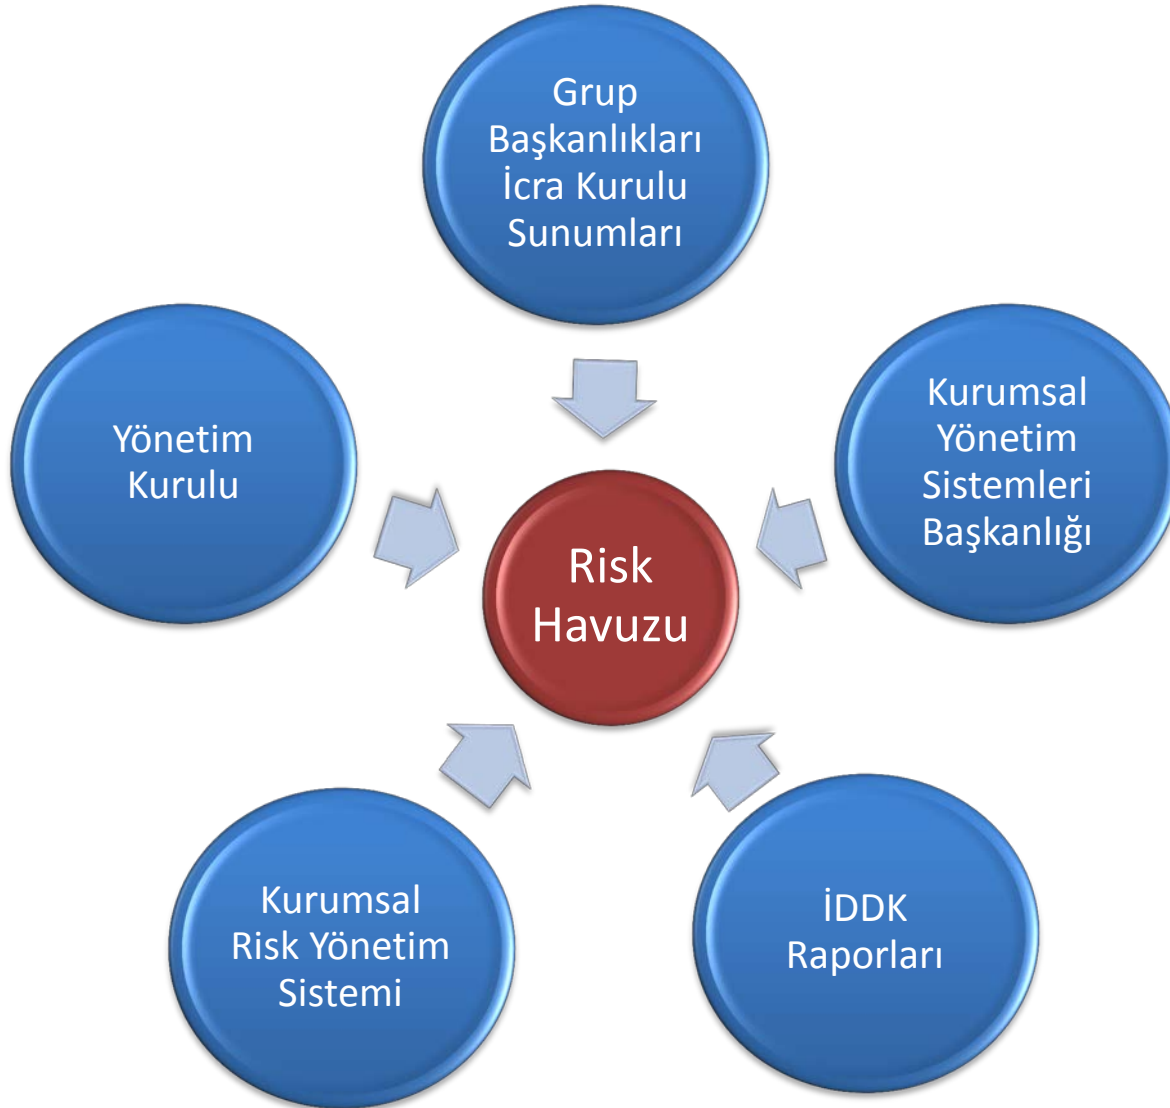 Grup
Başkanlıkları
İcra Kurulu
Sunumları
Yönetim
Kurulu
Kurumsal
Yönetim
Sistemleri
Başkanlığı
Risk
Havuzu
Kurumsal
Risk Yönetim
Sistemi
İDDK
Raporları